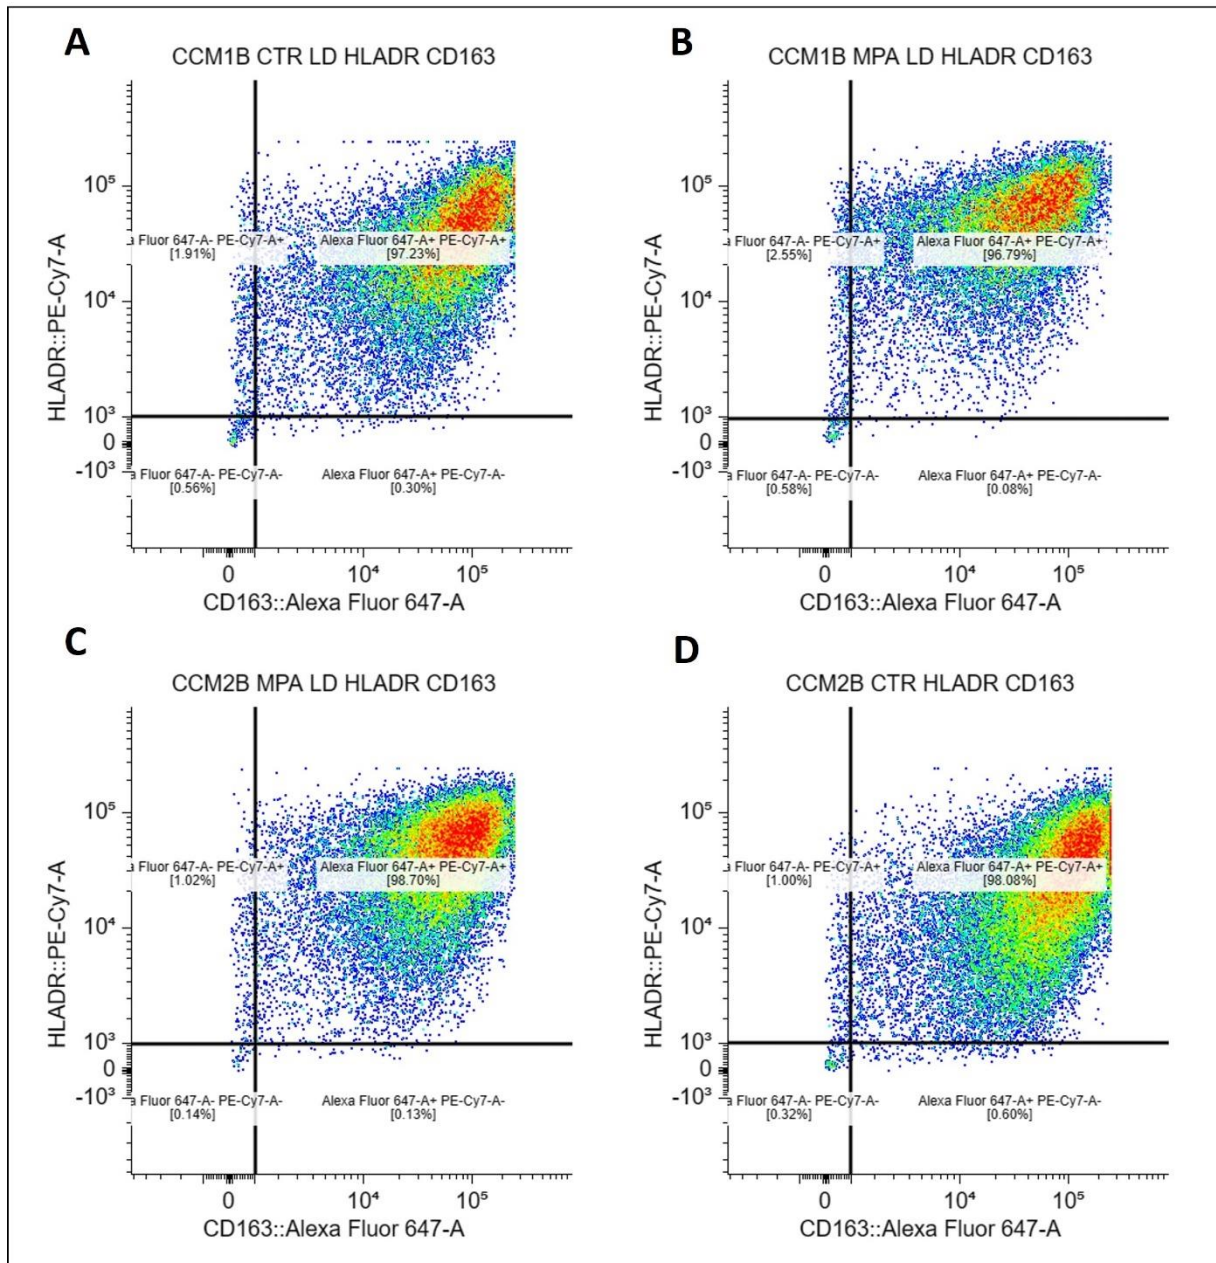 A
CCM1B CTR LD HLADR CD163
HLADR::PE-Cy7-A
10⁵
10⁴
10³
0
-10³
a Fluor 647-A- PE-Cy7-A+
[1.91%]
Alexa Fluor 647-A+ PE-Cy7-A+
[97.23%]
a Fluor 647-A- PE-Cy7-A-
[0.56%]
Alexa Fluor 647-A+ PE-Cy7-A-
[0.30%]
0 10⁴ 10⁵
CD163::Alexa Fluor 647-A
B
CCM1B MPA LD HLADR CD163
HLADR::PE-Cy7-A
10⁵
10⁴
10³
0
-10³
a Fluor 647-A- PE-Cy7-A+
[2.55%]
Alexa Fluor 647-A+ PE-Cy7-A+
[96.79%]
a Fluor 647-A- PE-Cy7-A-
[0.58%]
Alexa Fluor 647-A+ PE-Cy7-A-
[0.08%]
0 10⁴ 10⁵
CD163::Alexa Fluor 647-A
C
CCM2B MPA LD HLADR CD163
HLADR::PE-Cy7-A
10⁵
10⁴
10³
0
-10³
a Fluor 647-A- PE-Cy7-A+
[1.02%]
Alexa Fluor 647-A+ PE-Cy7-A+
[98.70%]
a Fluor 647-A- PE-Cy7-A-
[0.14%]
Alexa Fluor 647-A+ PE-Cy7-A-
[0.13%]
0 10⁴ 10⁵
CD163::Alexa Fluor 647-A
D
CCM2B CTR HLADR CD163
HLADR::PE-Cy7-A
10⁵
10⁴
10³
0
-10³
a Fluor 647-A- PE-Cy7-A+
[1.00%]
Alexa Fluor 647-A+ PE-Cy7-A+
[98.08%]
a Fluor 647-A- PE-Cy7-A-
[0.32%]
Alexa Fluor 647-A+ PE-Cy7-A-
[0.60%]
0 10⁴ 10⁵
CD163::Alexa Fluor 647-A